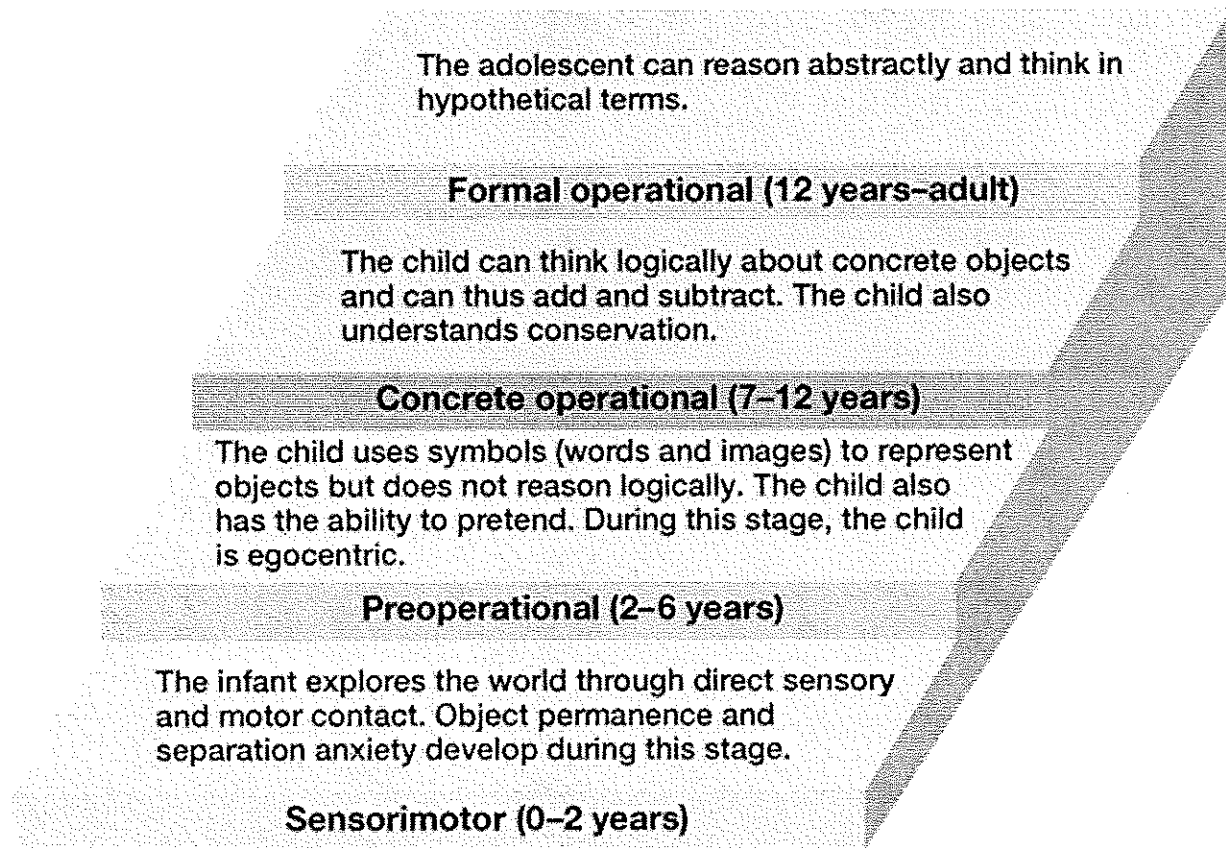 The adolescent can reason abstractly and think in
hypothetical terms.
Formal operational (12 years–adult)
The child can think logically about concrete objects
and can thus add and subtract. The child also
understands conservation.
Concrete operational (7–12 years)
The child uses symbols (words and images) to represent
objects but does not reason logically. The child also
has the ability to pretend. During this stage, the child
is egocentric.
Preoperational (2–6 years)
The infant explores the world through direct sensory
and motor contact. Object permanence and
separation anxiety develop during this stage.
Sensorimotor (0–2 years)